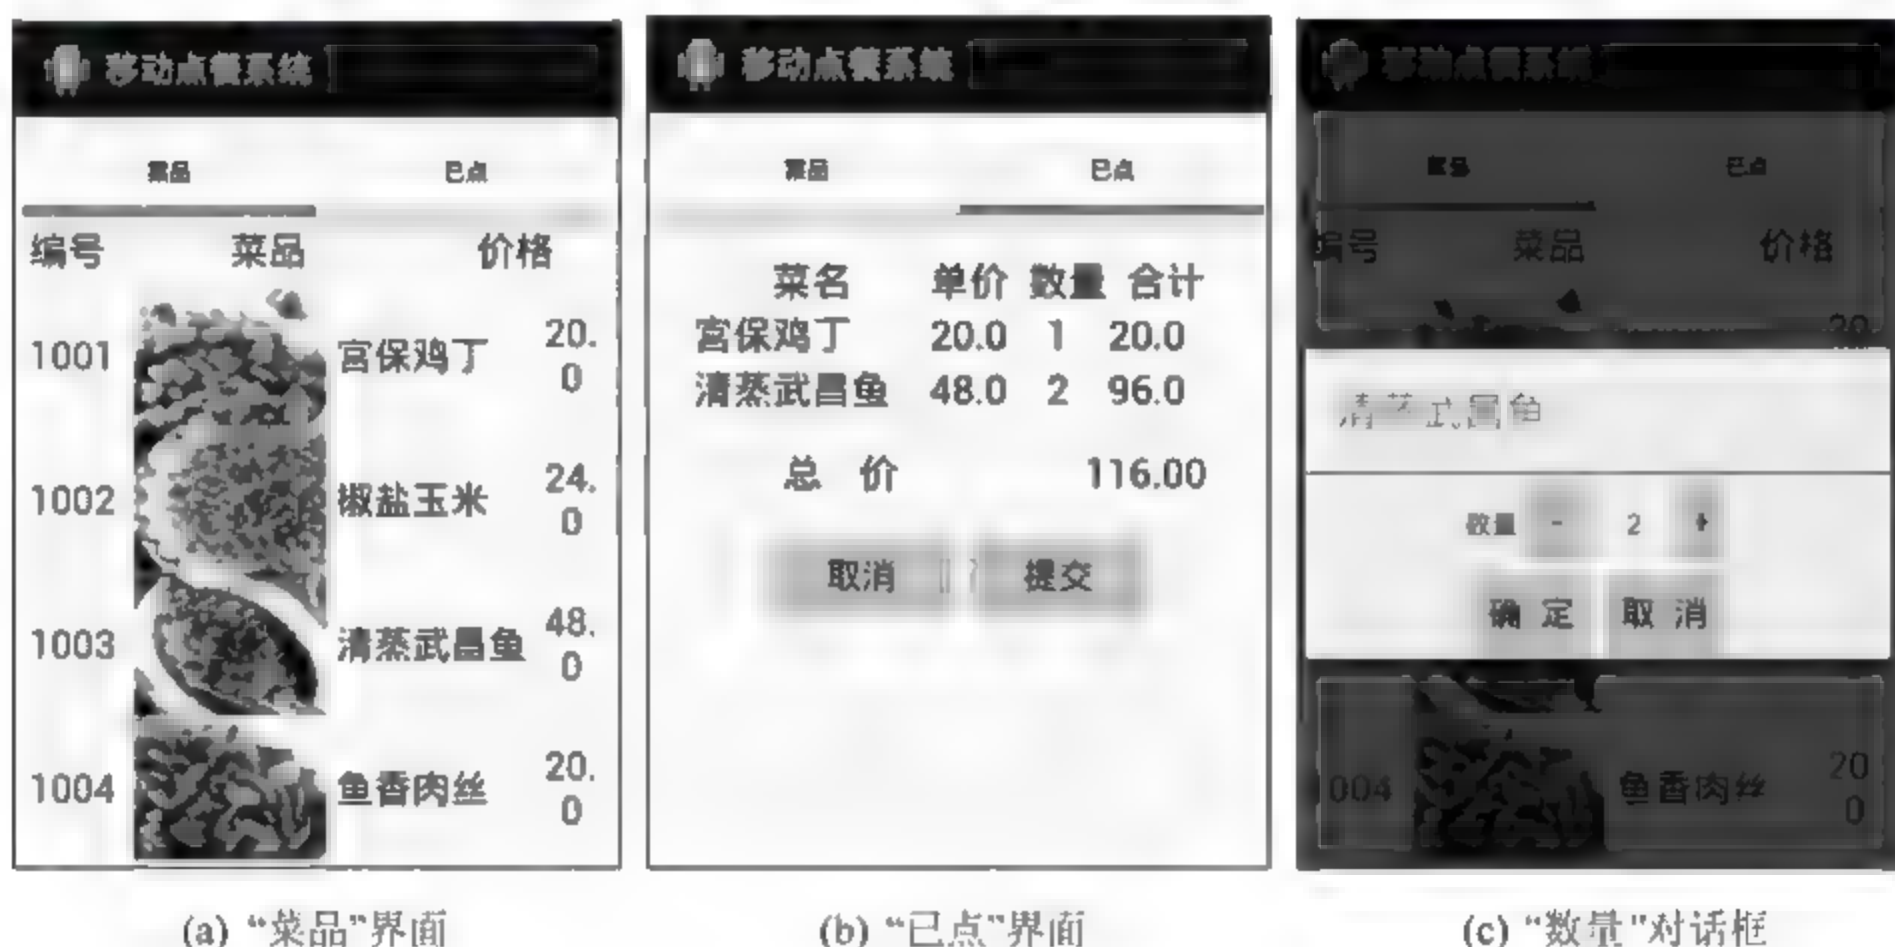 移动点餐系统
菜品 已点
编号 菜品 价格
1001 宫保鸡丁 20.0
1002 椒盐玉米 24.0
1003 清蒸武昌鱼 48.0
1004 鱼香肉丝 20.0
(a) “菜品”界面
移动点餐系统
菜品 已点
菜名 单价 数量 合计
宫保鸡丁 20.0 1 20.0
清蒸武昌鱼 48.0 2 96.0
总 价 116.00
取消 提交
(b) “已点”界面
移动点餐系统
菜品 已点
编号 菜品 价格
20.
清蒸武昌鱼
数量 - 2 +
确 定 取 消
004 鱼香肉丝 20 0
(c) “数量”对话框